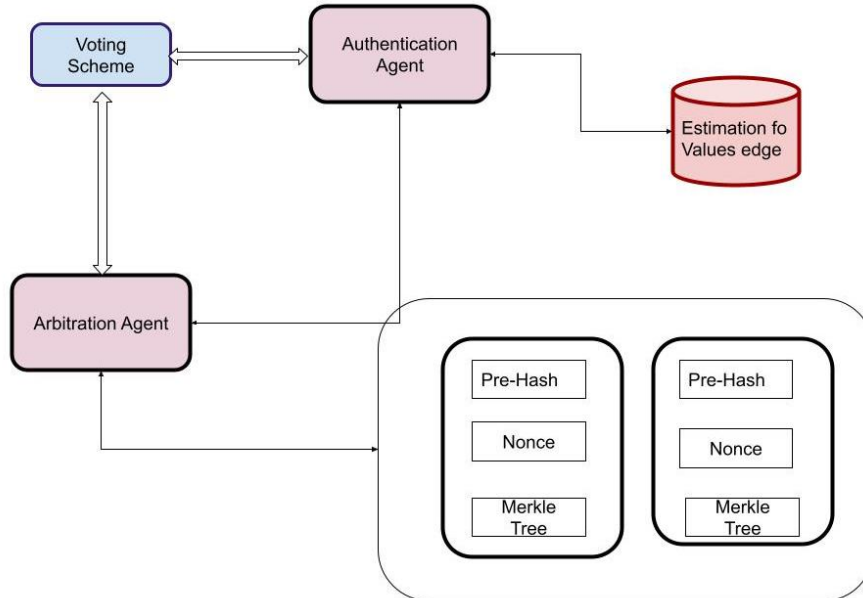 Voting
Scheme
Authentication
Agent
Estimation fo
Values edge
Arbitration Agent
Pre-Hash
Nonce
Merkle
Tree
Pre-Hash
Nonce
Merkle
Tree